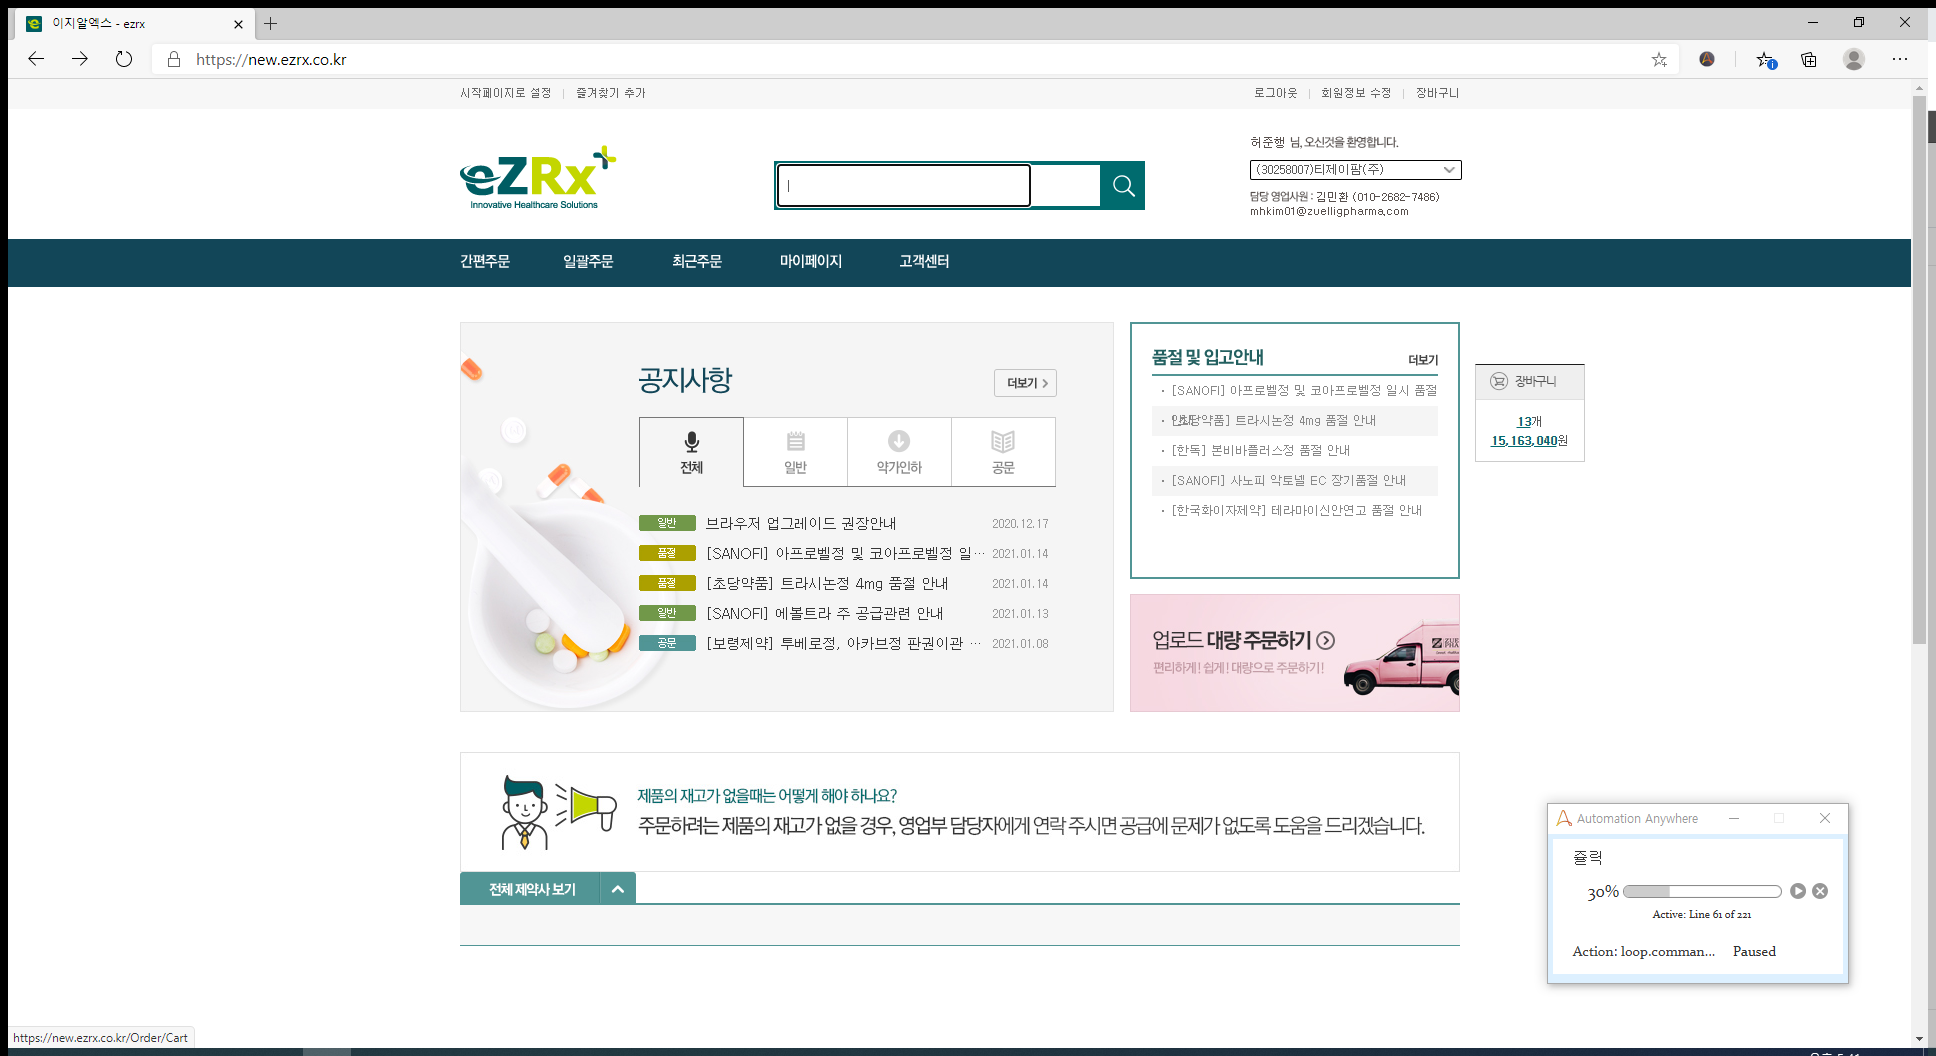 이지알엑스 - ezrx
https://new.ezrx.co.kr
시작페이지로 설정 | 즐겨찾기 추가
로그아웃 | 회원정보 수정 | 장바구니
eZRx
Innovative Healthcare Solutions
허준행 님, 오신것을 환영합니다.
(30258007)티제이팜(주)
담당 영업사원 : 김민환 (010-2682-7486)
mhkim01@zuelligpharma.com
간편주문 일괄주문 최근주문 마이페이지 고객센터
공지사항
더보기 >
전체 일반 약가인하 공문
일반 브라우저 업그레이드 권장안내 2020.12.17
품절 [SANOFI] 아프로벨정 및 코아프로벨정 일… 2021.01.14
품절 [초당약품] 트라시논정 4mg 품절 안내 2021.01.14
일반 [SANOFI] 에볼트라 주 공급관련 안내 2021.01.13
공문 [보령제약] 투베로정, 아카브정 판권이관 … 2021.01.08
품절 및 입고안내
더보기
· [SANOFI] 아프로벨정 및 코아프로벨정 일시 품절
· [초당약품] 트라시논정 4mg 품절 안내
· [한독] 본비바플러스정 품절 안내
· [SANOFI] 사노피 악토넬 EC 장기품절 안내
· [한국화이자제약] 테라마이신안연고 품절 안내
장바구니
13개
15,163,040원
업로드 대량 주문하기
편리하게! 쉽게! 대량으로 주문하기!
제품의 재고가 없을때는 어떻게 해야 하나요?
주문하려는 제품의 재고가 없을 경우, 영업부 담당자에게 연락 주시면 공급에 문제가 없도록 도움을 드리겠습니다.
전체 제약사 보기
Automation Anywhere
쥴릭
30%
Active: Line 61 of 221
Action: loop.comman... Paused
https://new.ezrx.co.kr/Order/Cart